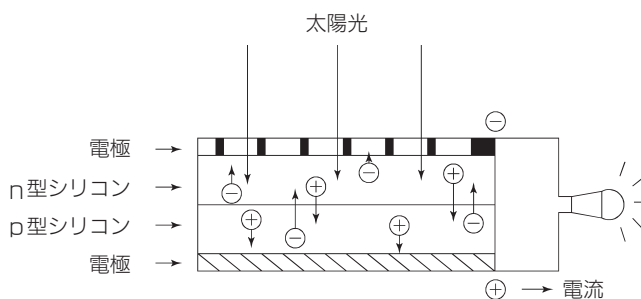 太陽光
⊖
電極
n型シリコン
p型シリコン
電極
⊖ ⊕ ⊖ ⊕
⊕ ⊖ ⊕ ⊖
⊕ → 電流